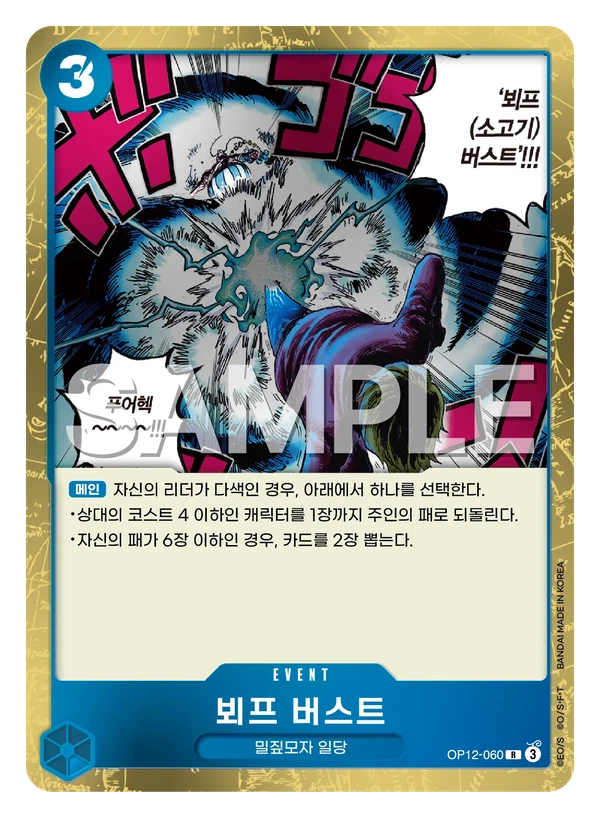 3
ボゴろ
'뵈프
(소고기)
버스트'!!!
푸어헥
~~~~!!!
SAMPLE
메인 자신의 리더가 다색인 경우, 아래에서 하나를 선택한다.
•상대의 코스트 4 이하인 캐릭터를 1장까지 주인의 패로 되돌린다.
•자신의 패가 6장 이하인 경우, 카드를 2장 뽑는다.
EVENT
뵈프 버스트
밀짚모자 일당
OP12-060 R 3
©EO/S ©O/S·F·T BANDAI MADE IN KOREA